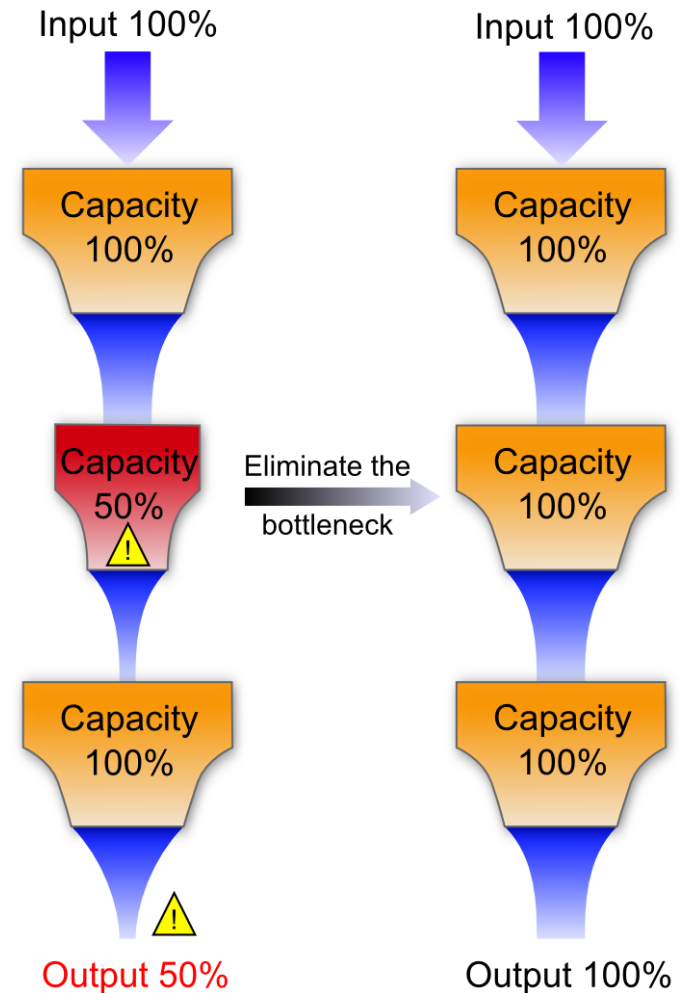 Input 100%
Capacity
100%
Capacity
50%
!
Capacity
100%
!
Output 50%
Eliminate the
bottleneck
Input 100%
Capacity
100%
Capacity
100%
Capacity
100%
Output 100%